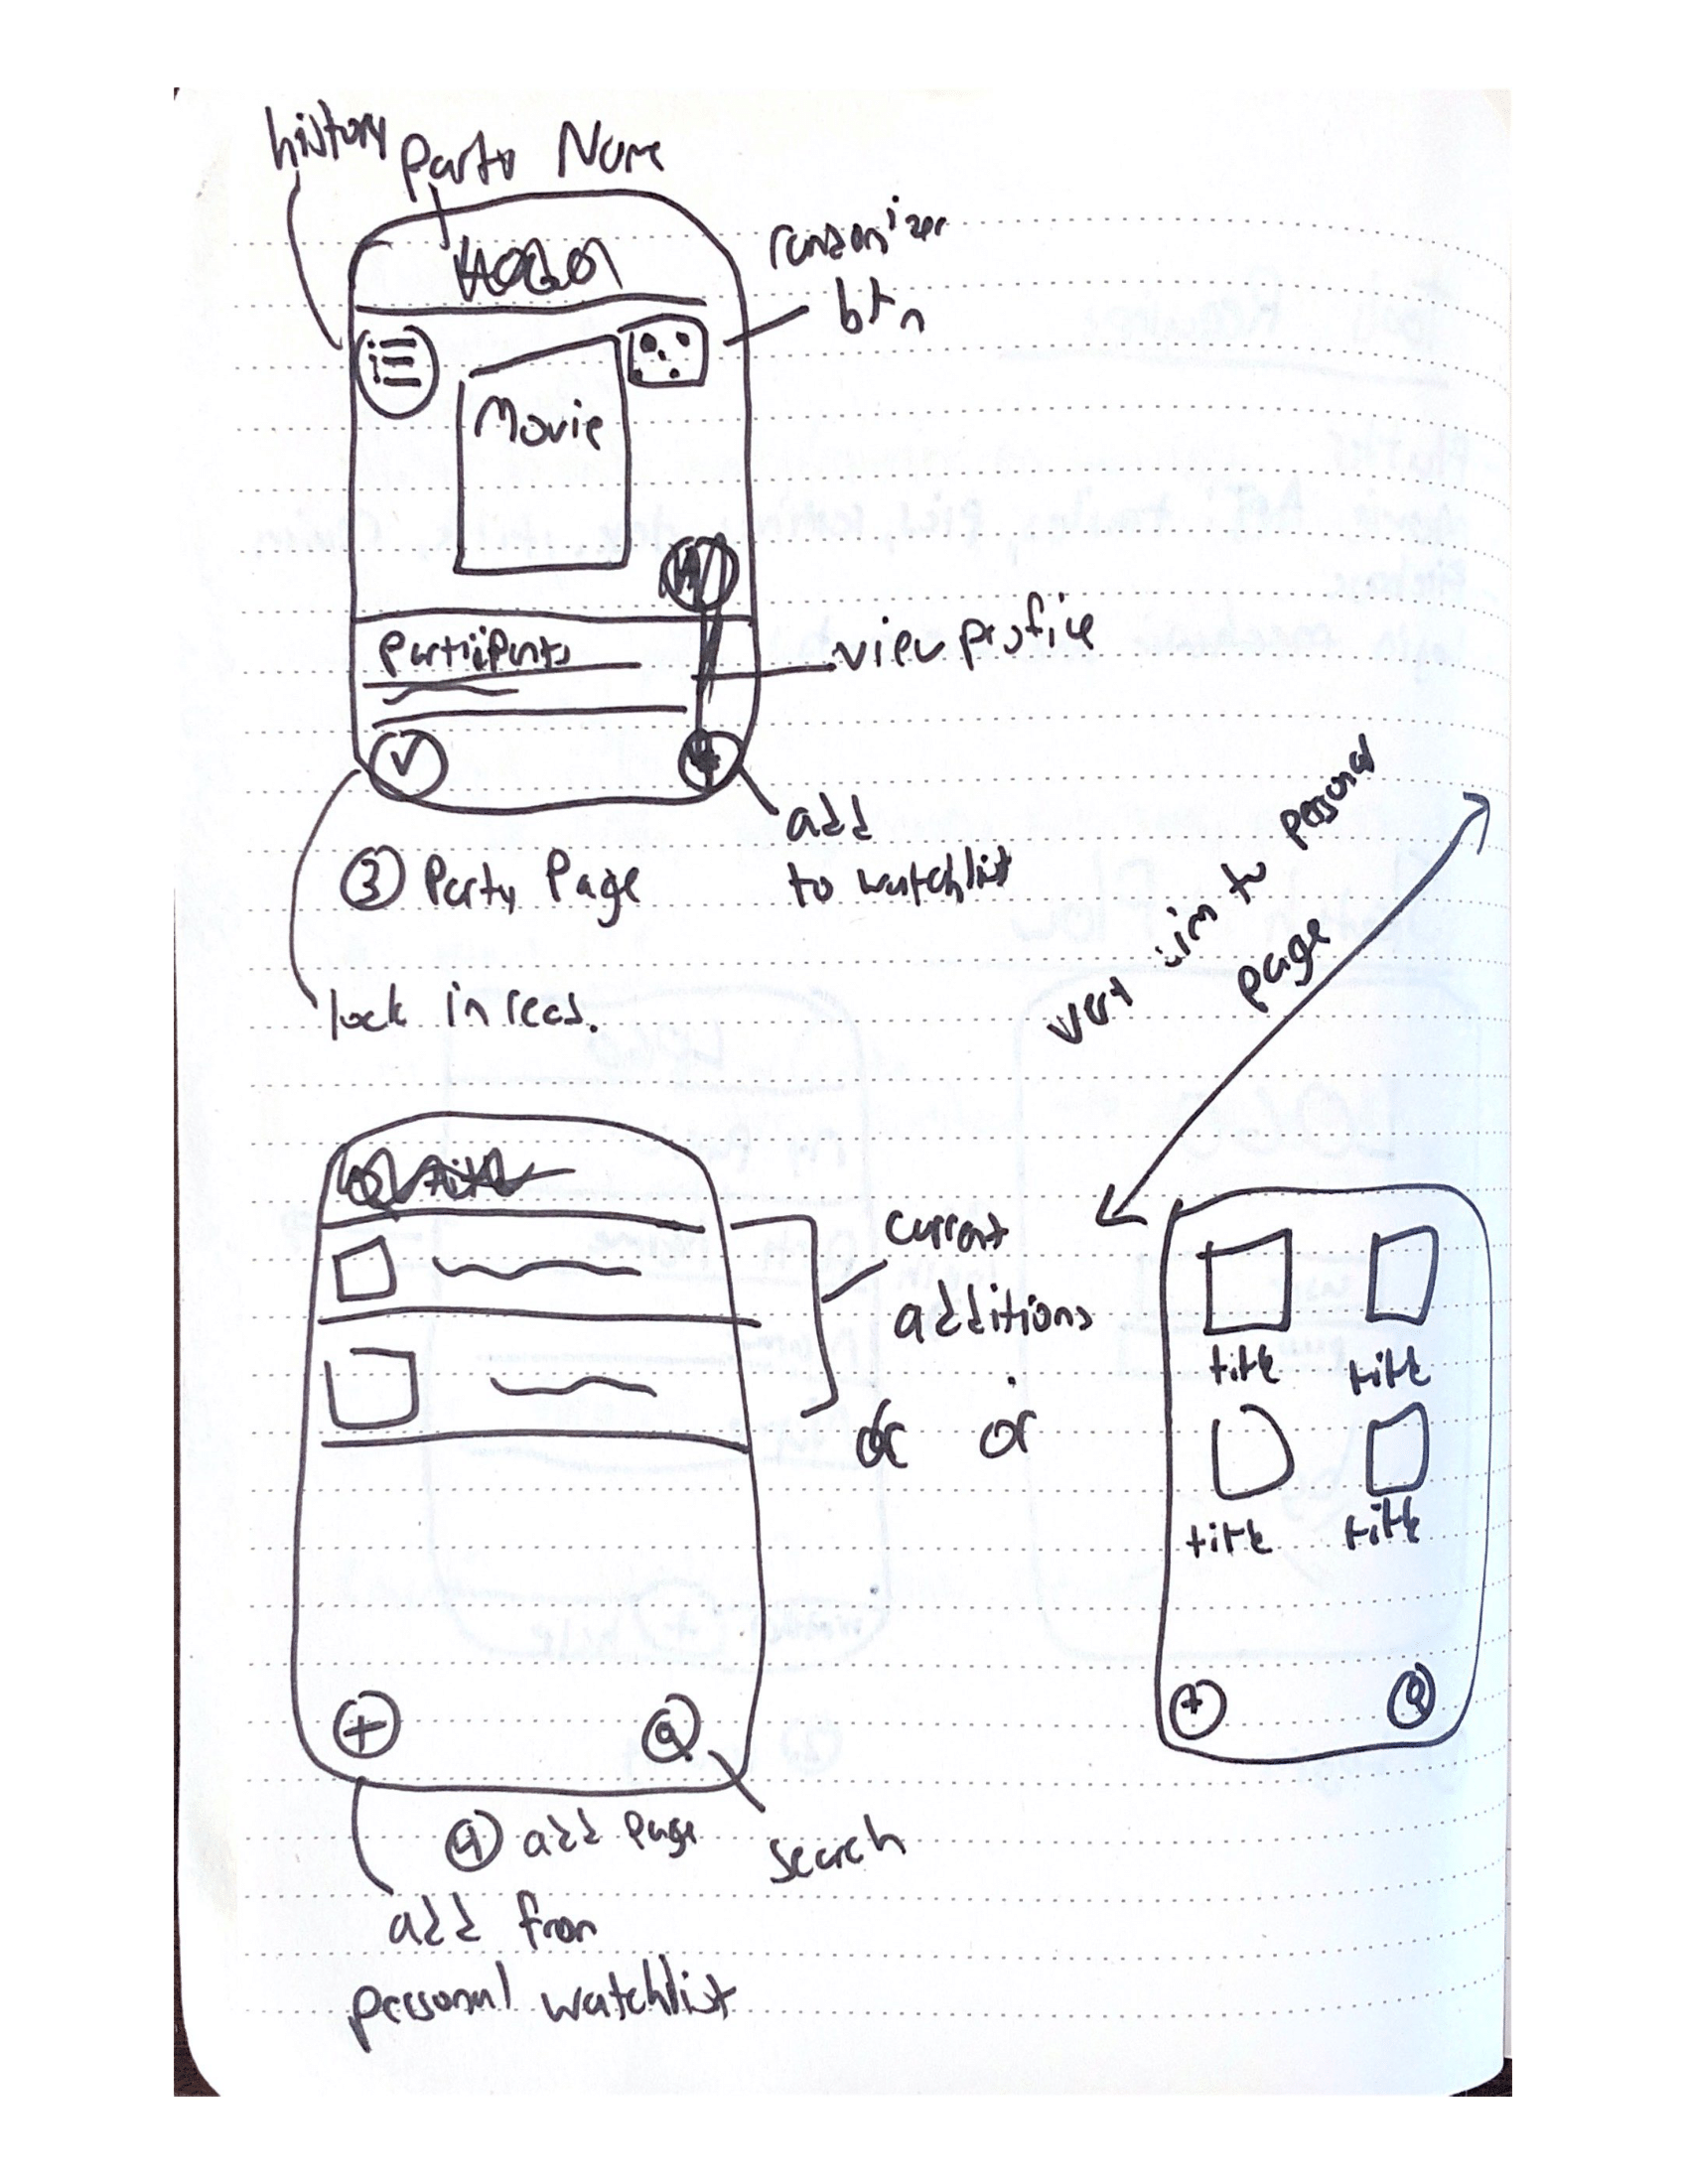 history
Party Name
randomizer
btn
Movie
participants
view profile
add
to watchlist
③ Party Page
lock in recs.
very sim to personal
page
current
additions
or or
title title
title title
④ add page
search
add from
personal watchlist